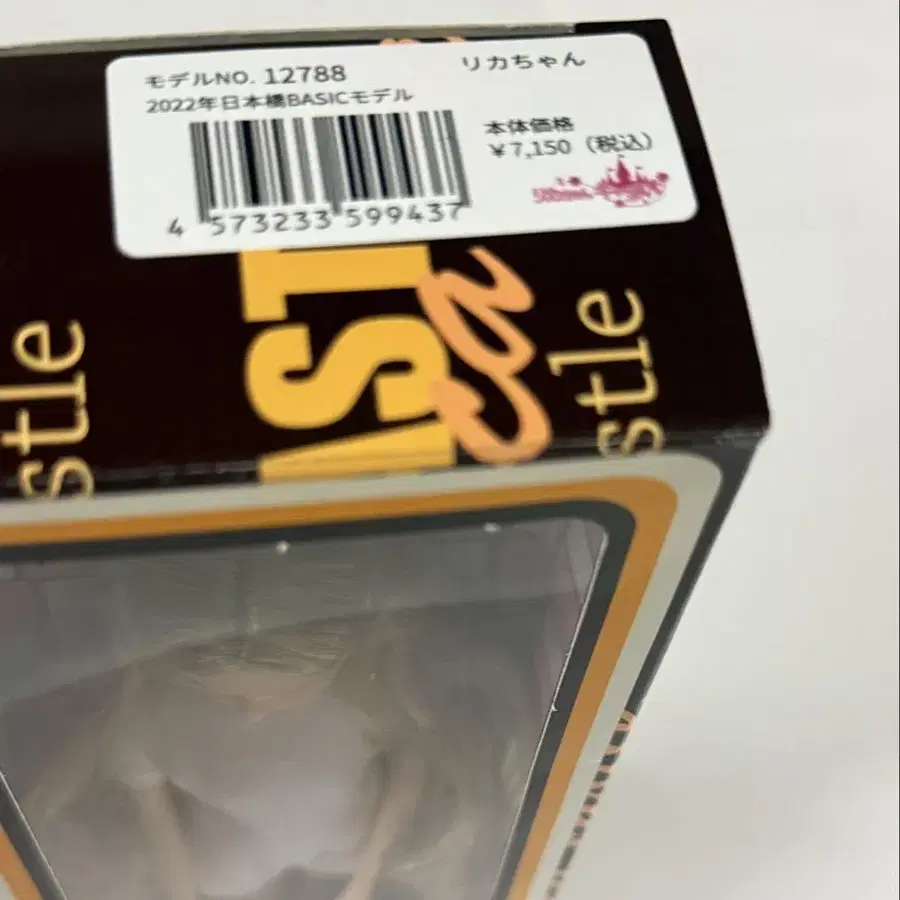 モデルNO. 12788
リカちゃん
2022年日本橋BASICモデル
本体価格
¥7,150（税込）
4 573233 599437
AST
ca
stle
stle